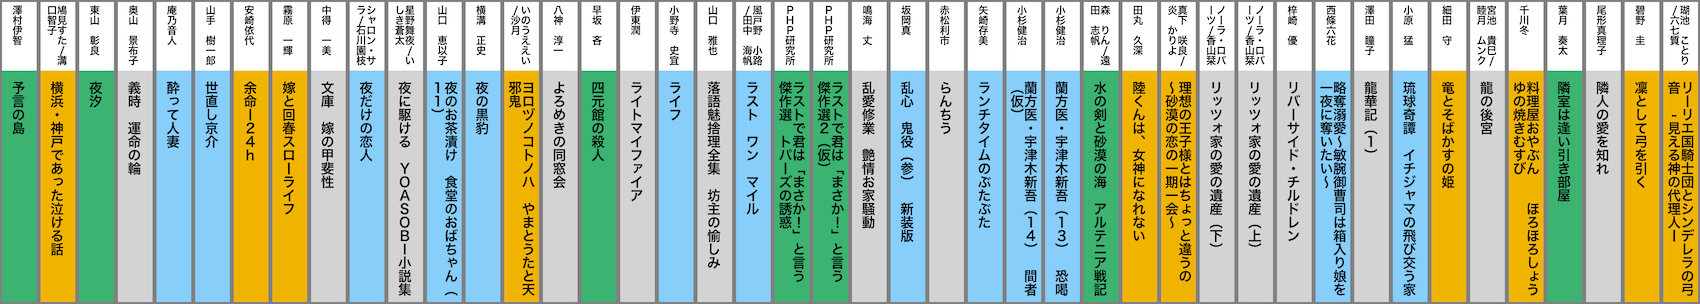 澤村伊智
予言の島
鳩見すた/溝
口智子
横浜・神戸であった泣ける話
東山 彰良
夜汐
奥山 景布子
義時 運命の輪
庵乃音人
酔って人妻
山手 樹一郎
世直し京介
安崎依代
余命一24h
霧原 一輝
嫁と回春スローライフ
中得 一美
文庫 嫁の甲斐性
シャロン・サ
ラ/石川園枝
夜だけの恋人
星野舞夜/い
しき蒼太
夜に駆ける YOASOBI小説集
山口 恵以子
夜のお茶漬け 食堂のおばちゃん(
11)
横溝 正史
夜の黒豹
いのうええい
/沙月
ヨロヅノコトノハ やまとうたと天
邪鬼
八神 淳一
よろめきの同窓会
早坂 吝
四元館の殺人
伊東潤
ライトマイファイア
小野寺 史宜
ライフ
山口 雅也
落語魅捨理全集 坊主の愉しみ
風戸野 小路
/田中 海帆
ラスト ワン マイル
PHP研究所
ラストで君は「まさか!」と言う
傑作選 トパーズの誘惑
PHP研究所
ラストで君は「まさか!」と言う
傑作選2(仮)
鳴海 丈
乱愛修業 艶情お家騒動
坂岡真
乱心 鬼役(参) 新装版
赤松利市
らんちう
矢崎存美
ランチタイムのぶたぶた
小杉健治
蘭方医・宇津木新吾(14) 間者
(仮)
小杉健治
蘭方医・宇津木新吾(13) 恐喝
森 りん/遠
田 志帆
水の剣と砂漠の海 アルテニア戦記
田丸 久深
陸くんは、女神になれない
真下 咲良/
炎 かりよ
理想の王子様とはちょっと違うの
~砂漠の恋の一期一会~
ノーラ・ロバ
ーツ/香山栞
リッツォ家の愛の遺産(下)
ノーラ・ロバ
ーツ/香山栞
リッツォ家の愛の遺産(上)
梓崎 優
リバーサイド・チルドレン
西條六花
略奪溺愛~敏腕御曹司は箱入り娘を
一夜に奪いたい~
澤田 瞳子
龍華記(1)
小原 猛
琉球奇譚 イチジャマの飛び交う家
細田 守
竜とそばかすの姫
宮池 貴巳/
睦月 ムンク
龍の後宮
千川冬
料理屋おやぶん ほろほろしょう
ゆの焼きむすび
葉月 奏太
隣室は逢い引き部屋
尾形真理子
隣人の愛を知れ
碧野 圭
凜として弓を引く
瑚池 ことり
/六七質
リーリエ国騎士団とシンデレラの弓
音 -見える神の代理人ー